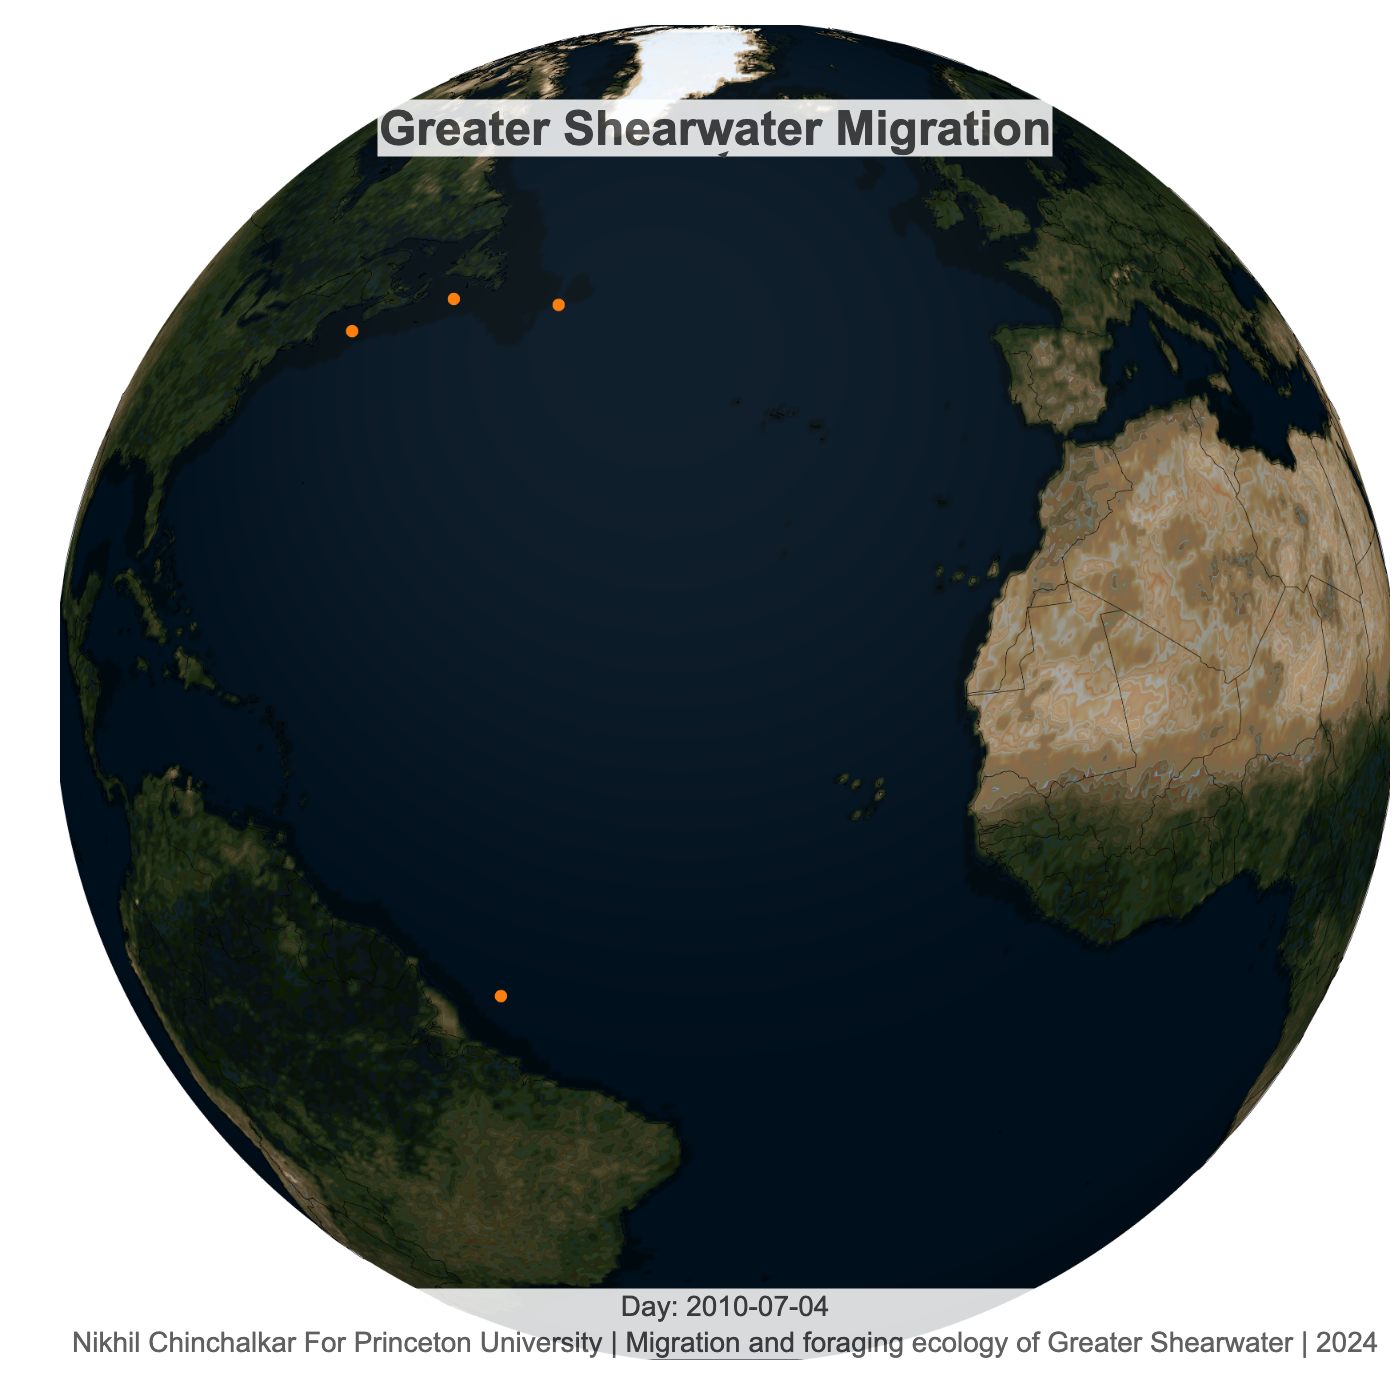 Greater Shearwater Migration
Day: 2010-07-04
Nikhil Chinchalkar For Princeton University | Migration and foraging ecology of Greater Shearwater | 2024